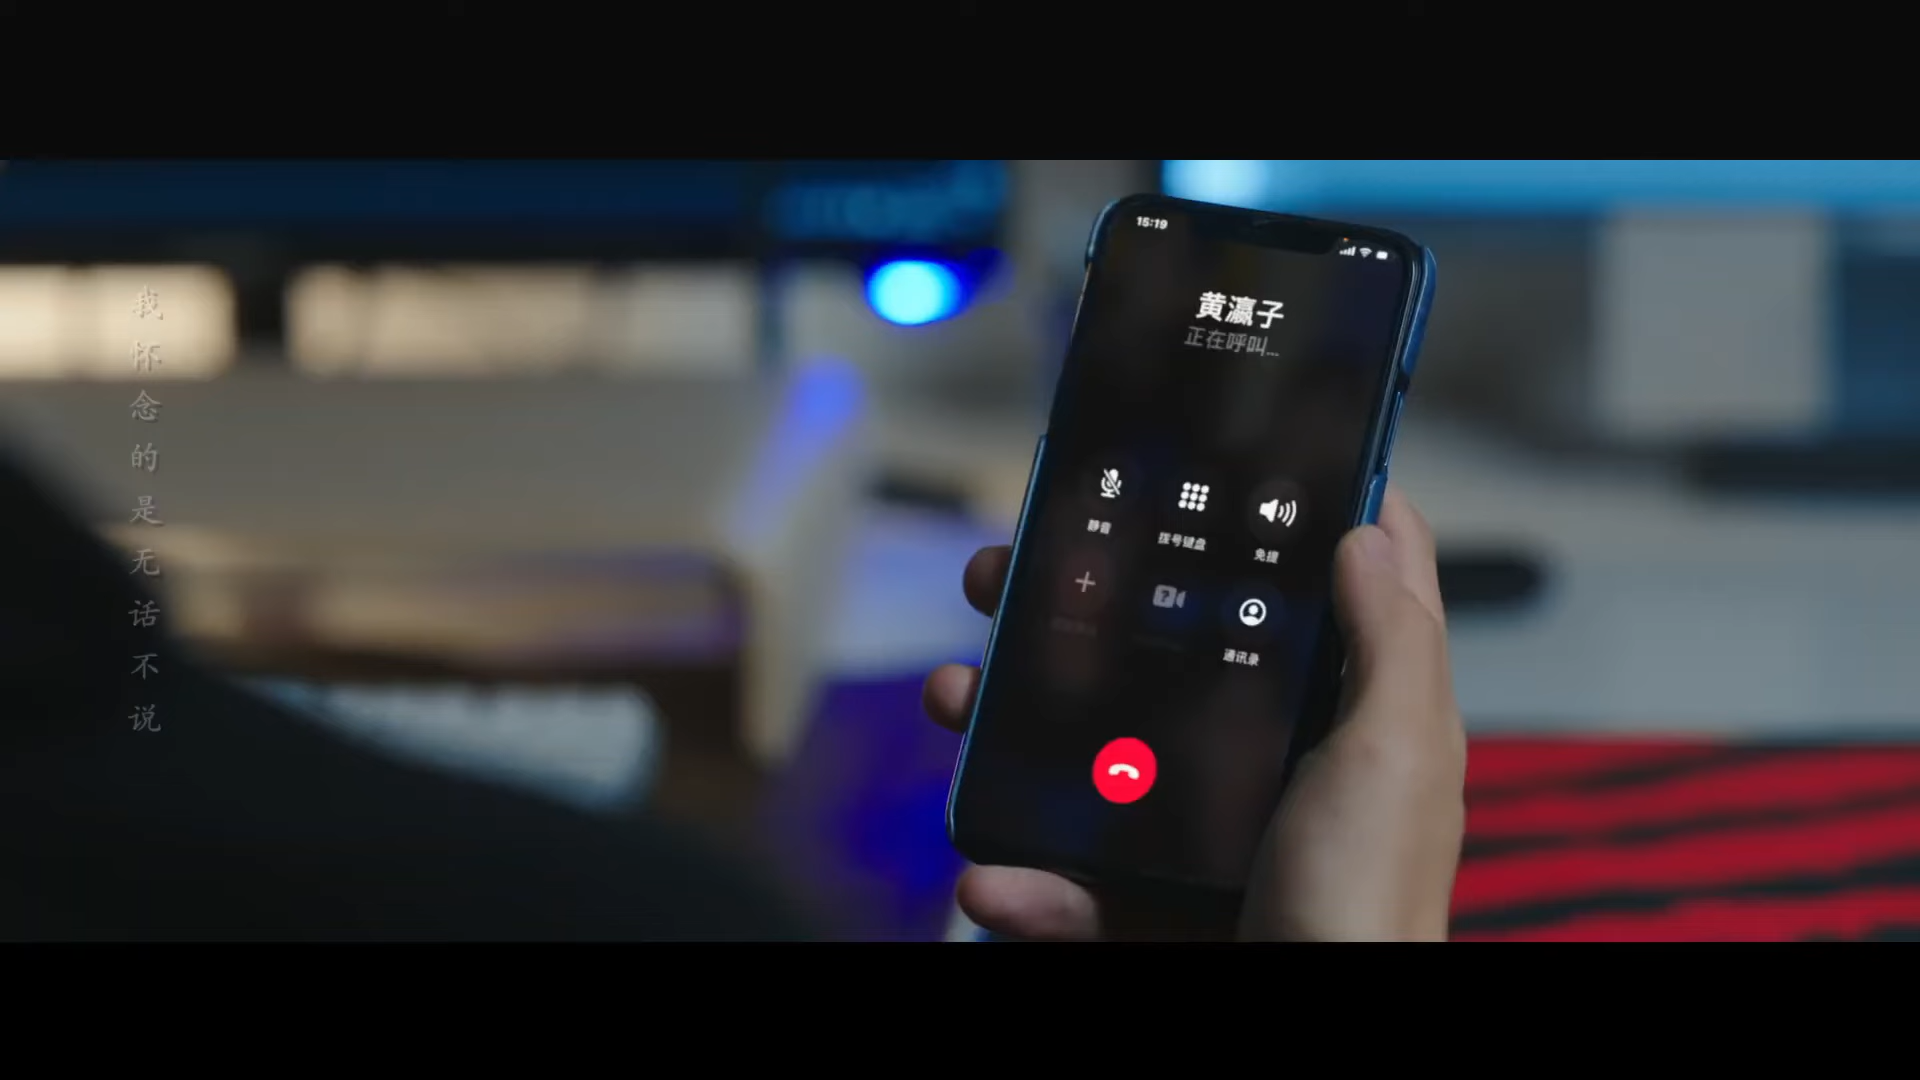 我怀念的是无话不说
15:19
黄瀛子
正在呼叫...
静音
拨号键盘
免提
通讯录